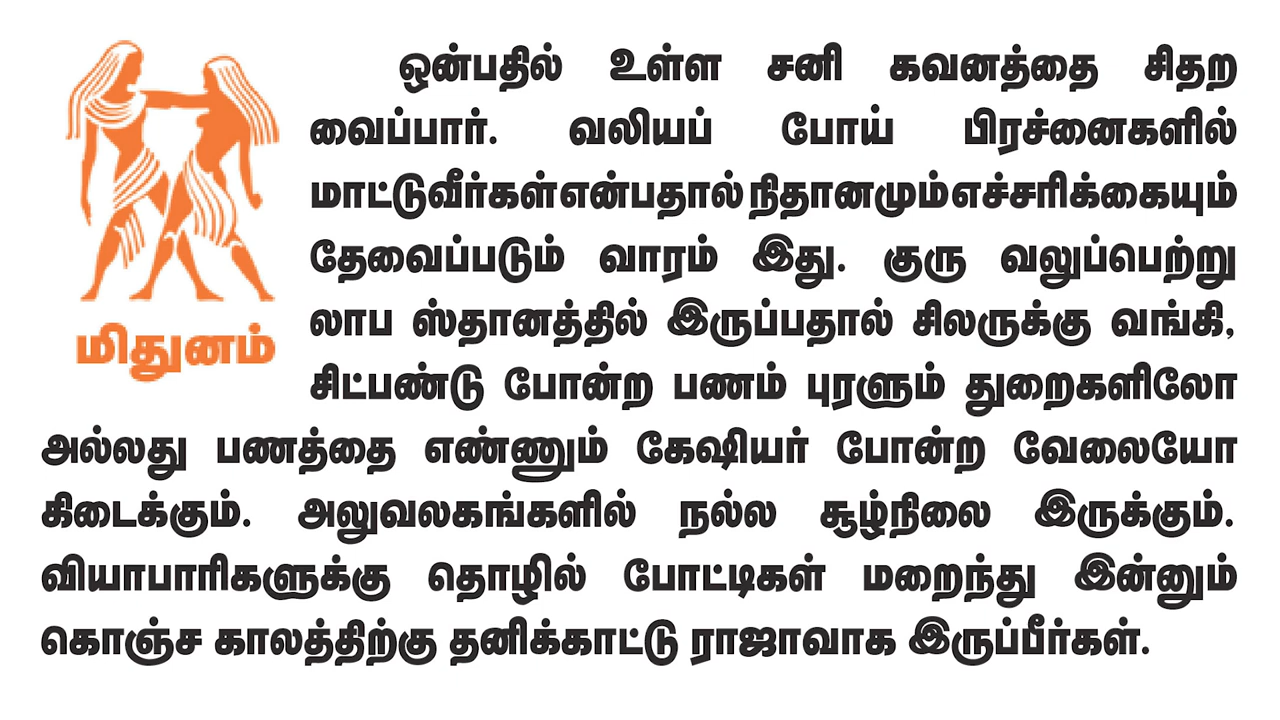 ஒன்பதில் உள்ள சனி கவனத்தை சிதற
வைப்பார். வலியப் போய் பிரச்னைகளில்
மாட்டுவீர்கள் என்பதால் நிதானமும் எச்சரிக்கையும்
தேவைப்படும் வாரம் இது. குரு வலுப்பெற்று
லாப ஸ்தானத்தில் இருப்பதால் சிலருக்கு வங்கி,
சிட்பண்டு போன்ற பணம் புரளும் துறைகளிலோ
மிதுனம்
அல்லது பணத்தை எண்ணும் கேஷியர் போன்ற வேலையோ
கிடைக்கும். அலுவலகங்களில் நல்ல சூழ்நிலை இருக்கும்.
வியாபாரிகளுக்கு தொழில் போட்டிகள் மறைந்து இன்னும்
கொஞ்ச காலத்திற்கு தனிக்காட்டு ராஜாவாக இருப்பீர்கள்.